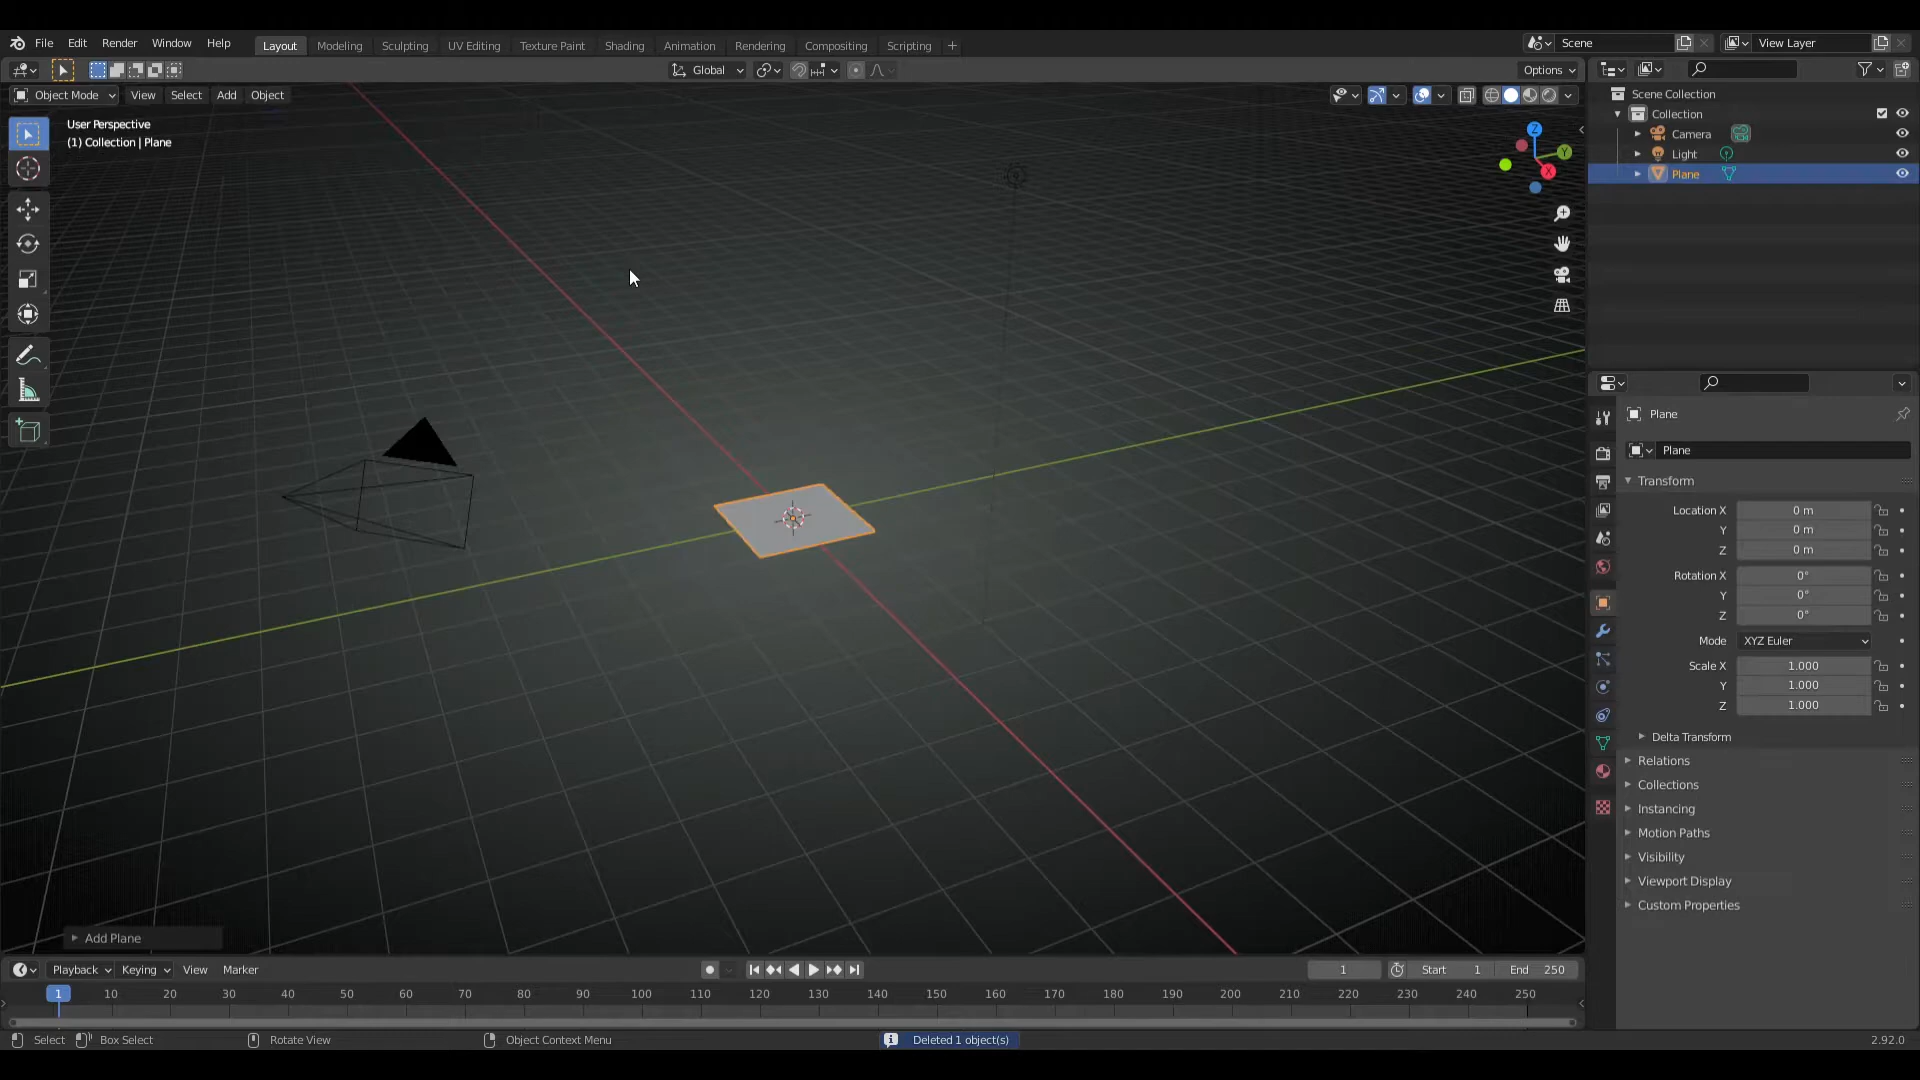 File Edit Render Window Help Layout Modeling Sculpting UV Editing Texture Paint Shading Animation Rendering Compositing Scripting + Scene View Layer
Global Options
Object Mode View Select Add Object
User Perspective
(1) Collection | Plane
Z
Y
X
Scene Collection
Collection
Camera
Light
Plane
Plane
Plane
Transform
Location X 0 m
Y 0 m
Z 0 m
Rotation X 0°
Y 0°
Z 0°
Mode XYZ Euler
Scale X 1.000
Y 1.000
Z 1.000
Delta Transform
Relations
Collections
Instancing
Motion Paths
Visibility
Viewport Display
Custom Properties
Add Plane
Playback Keying View Marker 1 Start 1 End 250
1 10 20 30 40 50 60 70 80 90 100 110 120 130 140 150 160 170 180 190 200 210 220 230 240 250
Select Box Select Rotate View Object Context Menu Deleted 1 object(s) 2.92.0